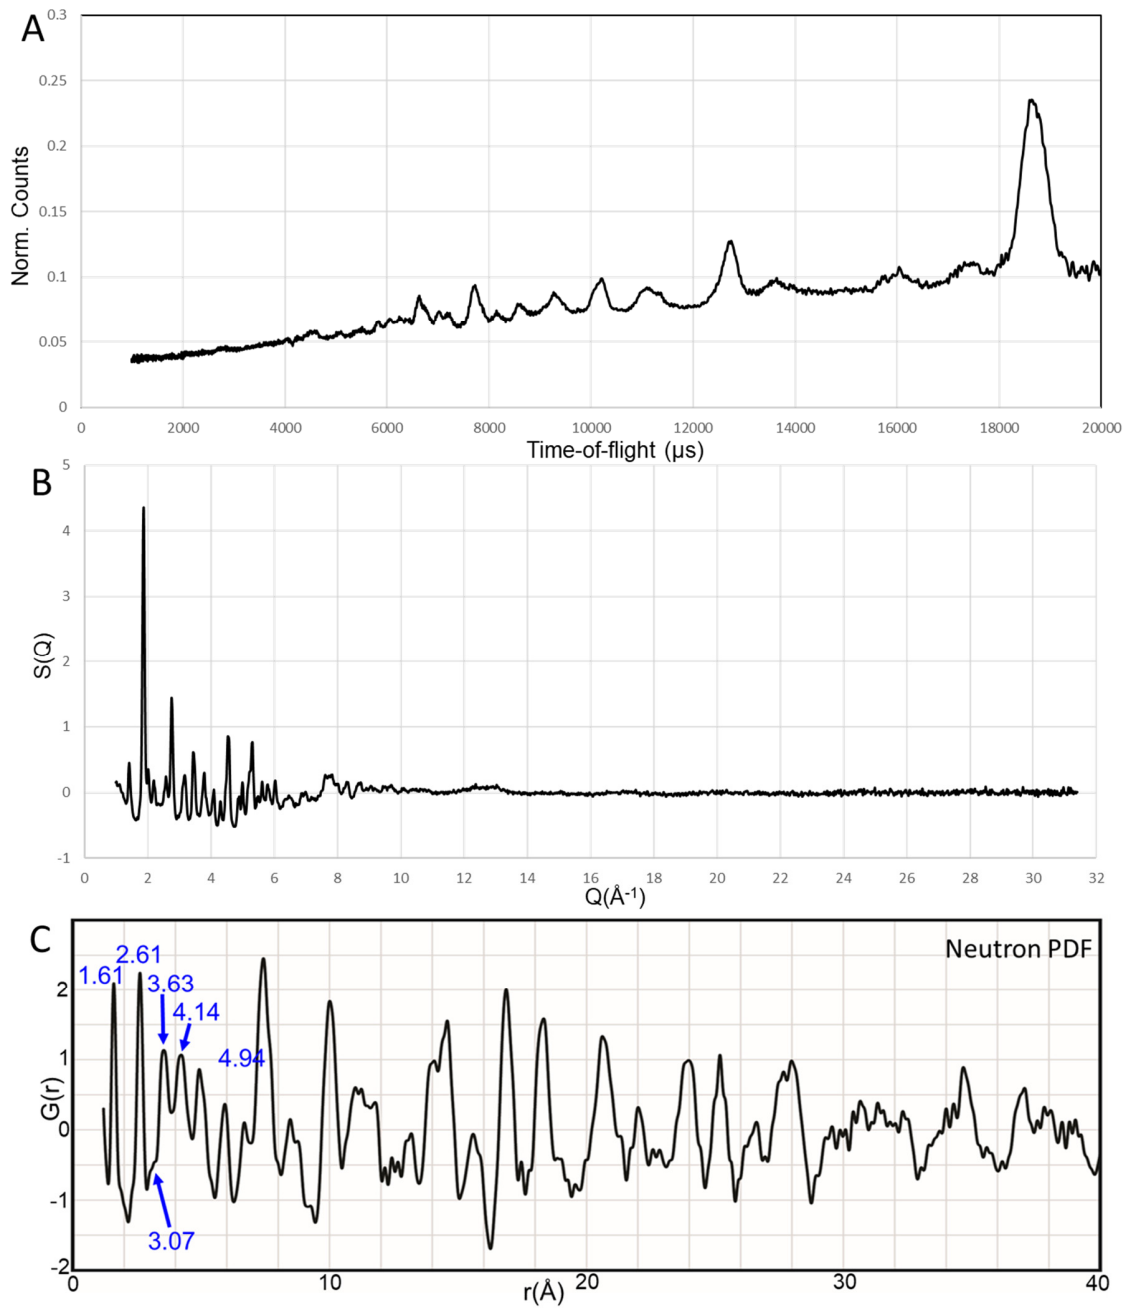 A
0.3
0.25
0.2
0.15
0.1
0.05
0
Norm. Counts
0 2000 4000 6000 8000 10000 12000 14000 16000 18000 20000
Time-of-flight (µs)
B
5
4
3
2
1
0
-1
S(Q)
0 2 4 6 8 10 12 14 16 18 20 22 24 26 28 30 32
Q(Å-1)
C
Neutron PDF
2.61
1.61
3.63
4.14
4.94
3.07
2
1
0
-1
-2
G(r)
0 10 20 30 40
r(Å)